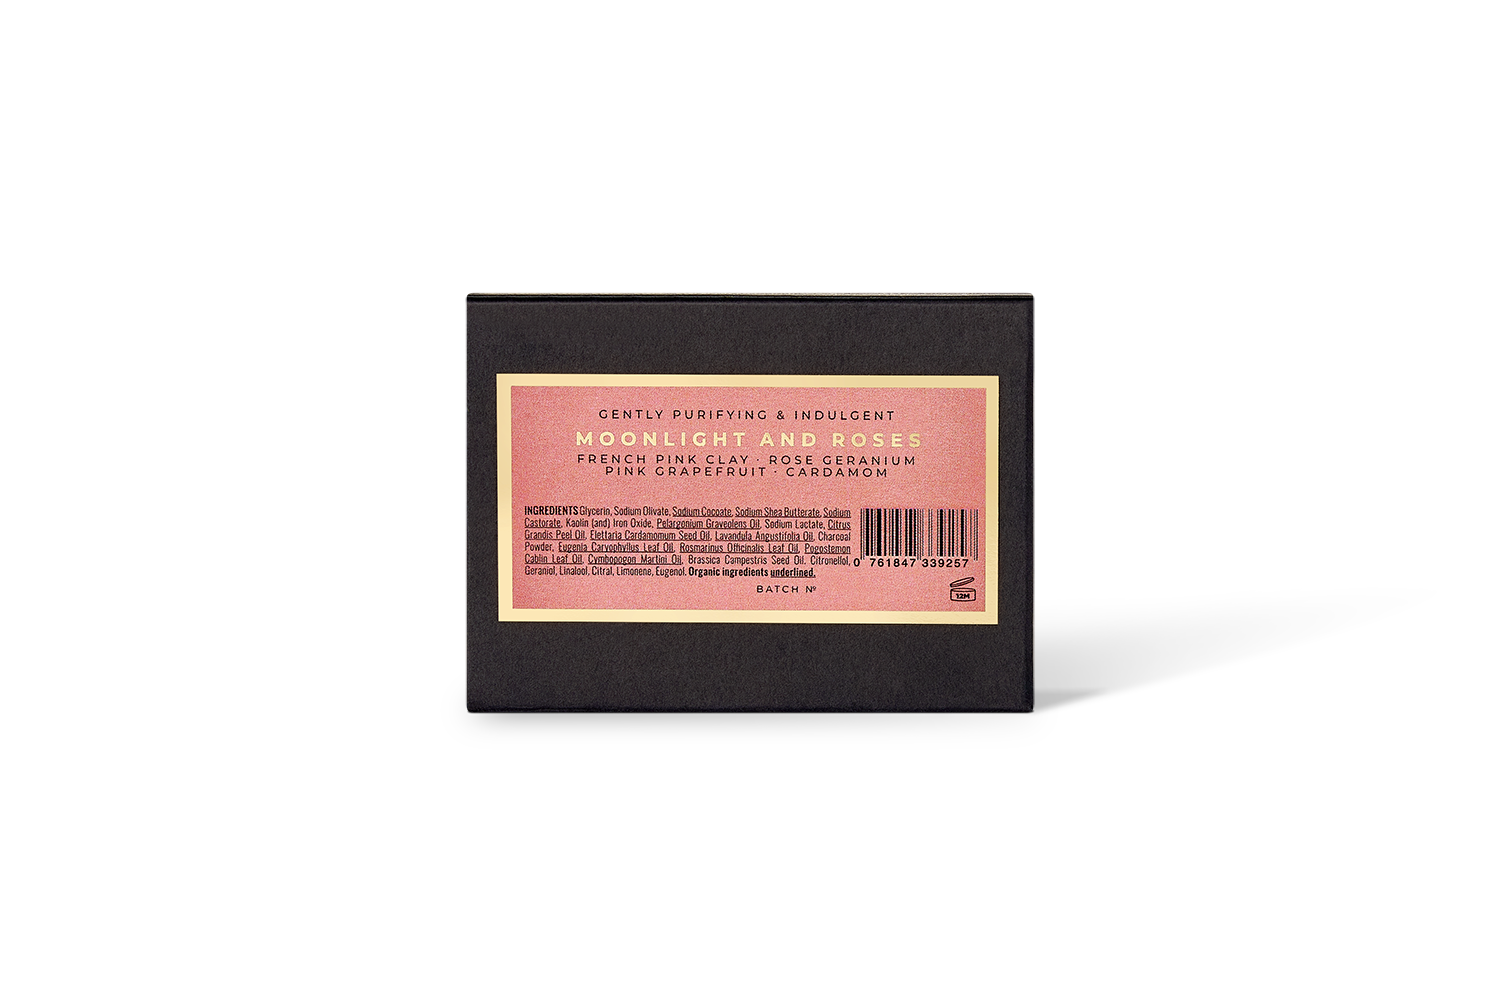 GENTLY PURIFYING & INDULGENT
MOONLIGHT AND ROSES
FRENCH PINK CLAY · ROSE GERANIUM
PINK GRAPEFRUIT · CARDAMOM
INGREDIENTS Glycerin, Sodium Olivate, Sodium Cocoate, Sodium Shea Butterate, Sodium
Castorate, Kaolin (and) Iron Oxide, Pelargonium Graveolens Oil, Sodium Lactate, Citrus
Grandis Peel Oil, Elettaria Cardamomum Seed Oil, Lavandula Angustifolia Oil, Charcoal
Powder, Eugenia Caryophyllus Leaf Oil, Rosmarinus Officinalis Leaf Oil, Pogostemon
Cablin Leaf Oil, Cymbopogon Martini Oil, Brassica Campestris Seed Oil, Citronellol,
Geraniol, Linalool, Citral, Limonene, Eugenol. Organic ingredients underlined.
0 761847 339257
BATCH Nº
12M